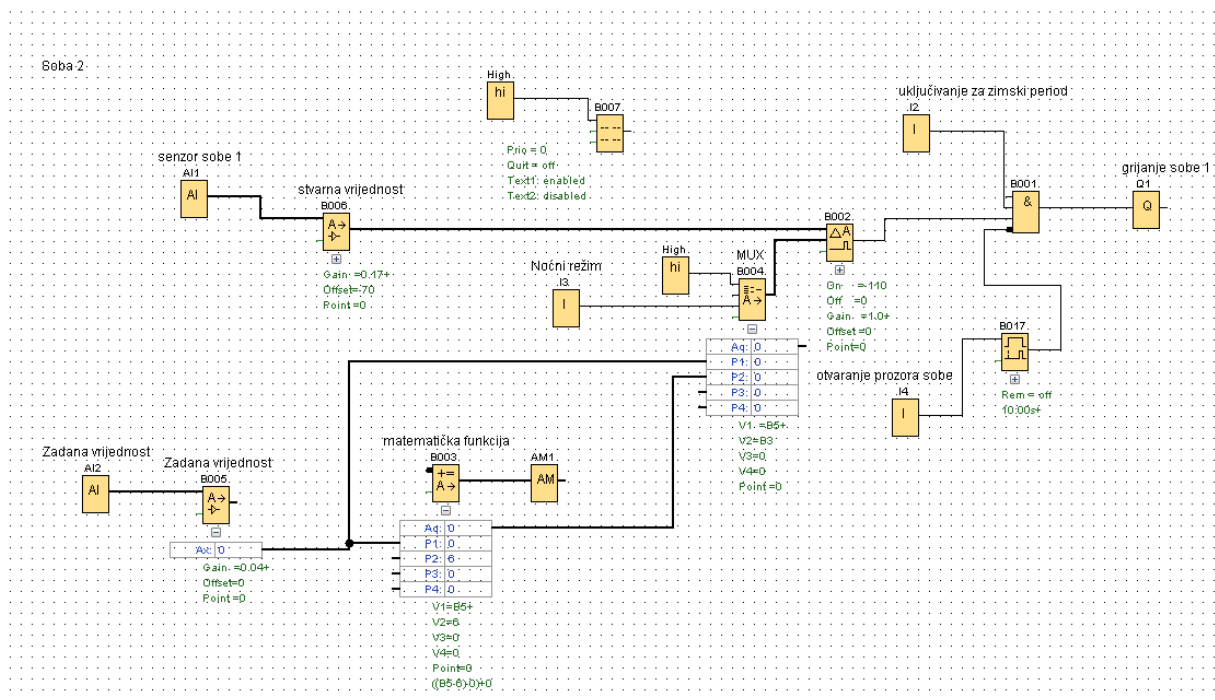 Soba 2
High
hi
B007
Prio = 0
Quit = off
Text1: enabled
Text2: disabled
uključivanje za zimski period
I2
I
senzor sobe 1
AI1
AI
stvarna vrijednost
B006
A→
Gain =0.17+
Offset=-70
Point=0
B001
&
grijanje sobe 1
Q1
Q
B002
A
On =-110
Off =0
Gain =1.0+
Offset=0
Point=0
High
hi
MUX
B004
A→
Noćni režim
I3
I
Aq: 0
P1: 0
P2: 0
P3: 0
P4: 0
V1 =B5+
V2=B3
V3=0
V4=0
Point=0
B017
Rem = off
10:00s+
otvaranje prozora sobe
I4
I
Zadana vrijednost
AI2
AI
Zadana vrijednost
B005
A→
Ax: 0
Gain =0.04+
Offset=0
Point=0
matematička funkcija
B003
+=
A→
AM1
AM
Aq: 0
P1: 0
P2: 6
P3: 0
P4: 0
V1=B5+
V2=6
V3=0
V4=0
Point=0
((B5-6)-0)+0